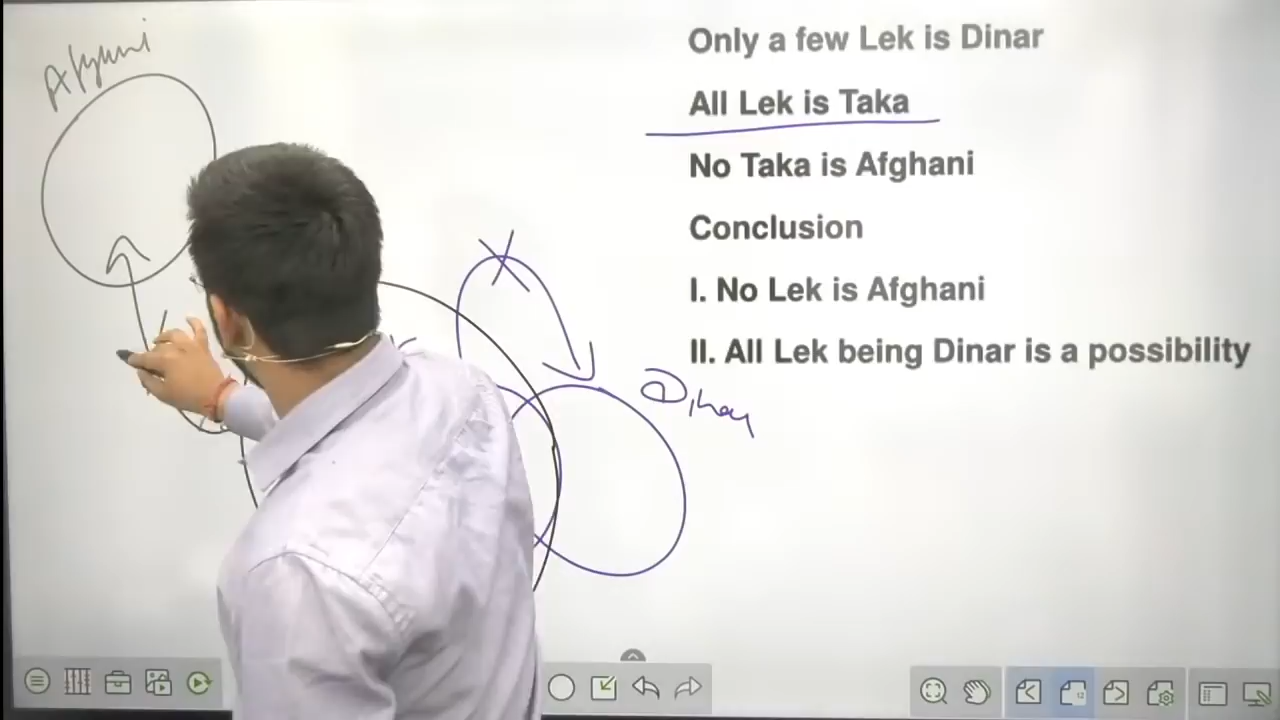 Afgani
Only a few Lek is Dinar
All Lek is Taka
No Taka is Afghani
Conclusion
I. No Lek is Afghani
II. All Lek being Dinar is a possibility
Dinar